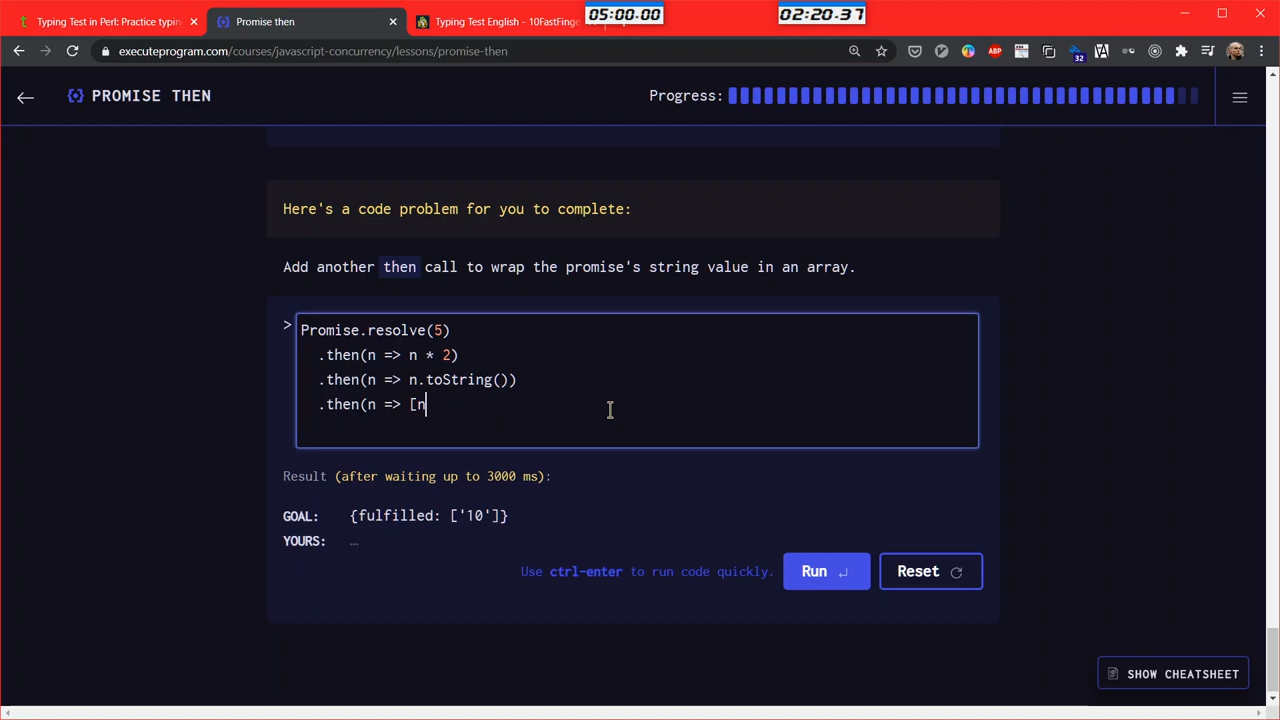 Typing Test in Perl: Practice typin
Promise then
Typing Test English - 10FastFinge
05:00.00
02:20.37
executeprogram.com/courses/javascript-concurrency/lessons/promise-then
ABP
32
PROMISE THEN
Progress:
Here's a code problem for you to complete:
Add another then call to wrap the promise's string value in an array.
>
Promise.resolve(5)
.then(n => n * 2)
.then(n => n.toString())
.then(n => [n
Result (after waiting up to 3000 ms):
GOAL: {fulfilled: ['10']}
YOURS: …
Use ctrl-enter to run code quickly.
Run
Reset
SHOW CHEATSHEET